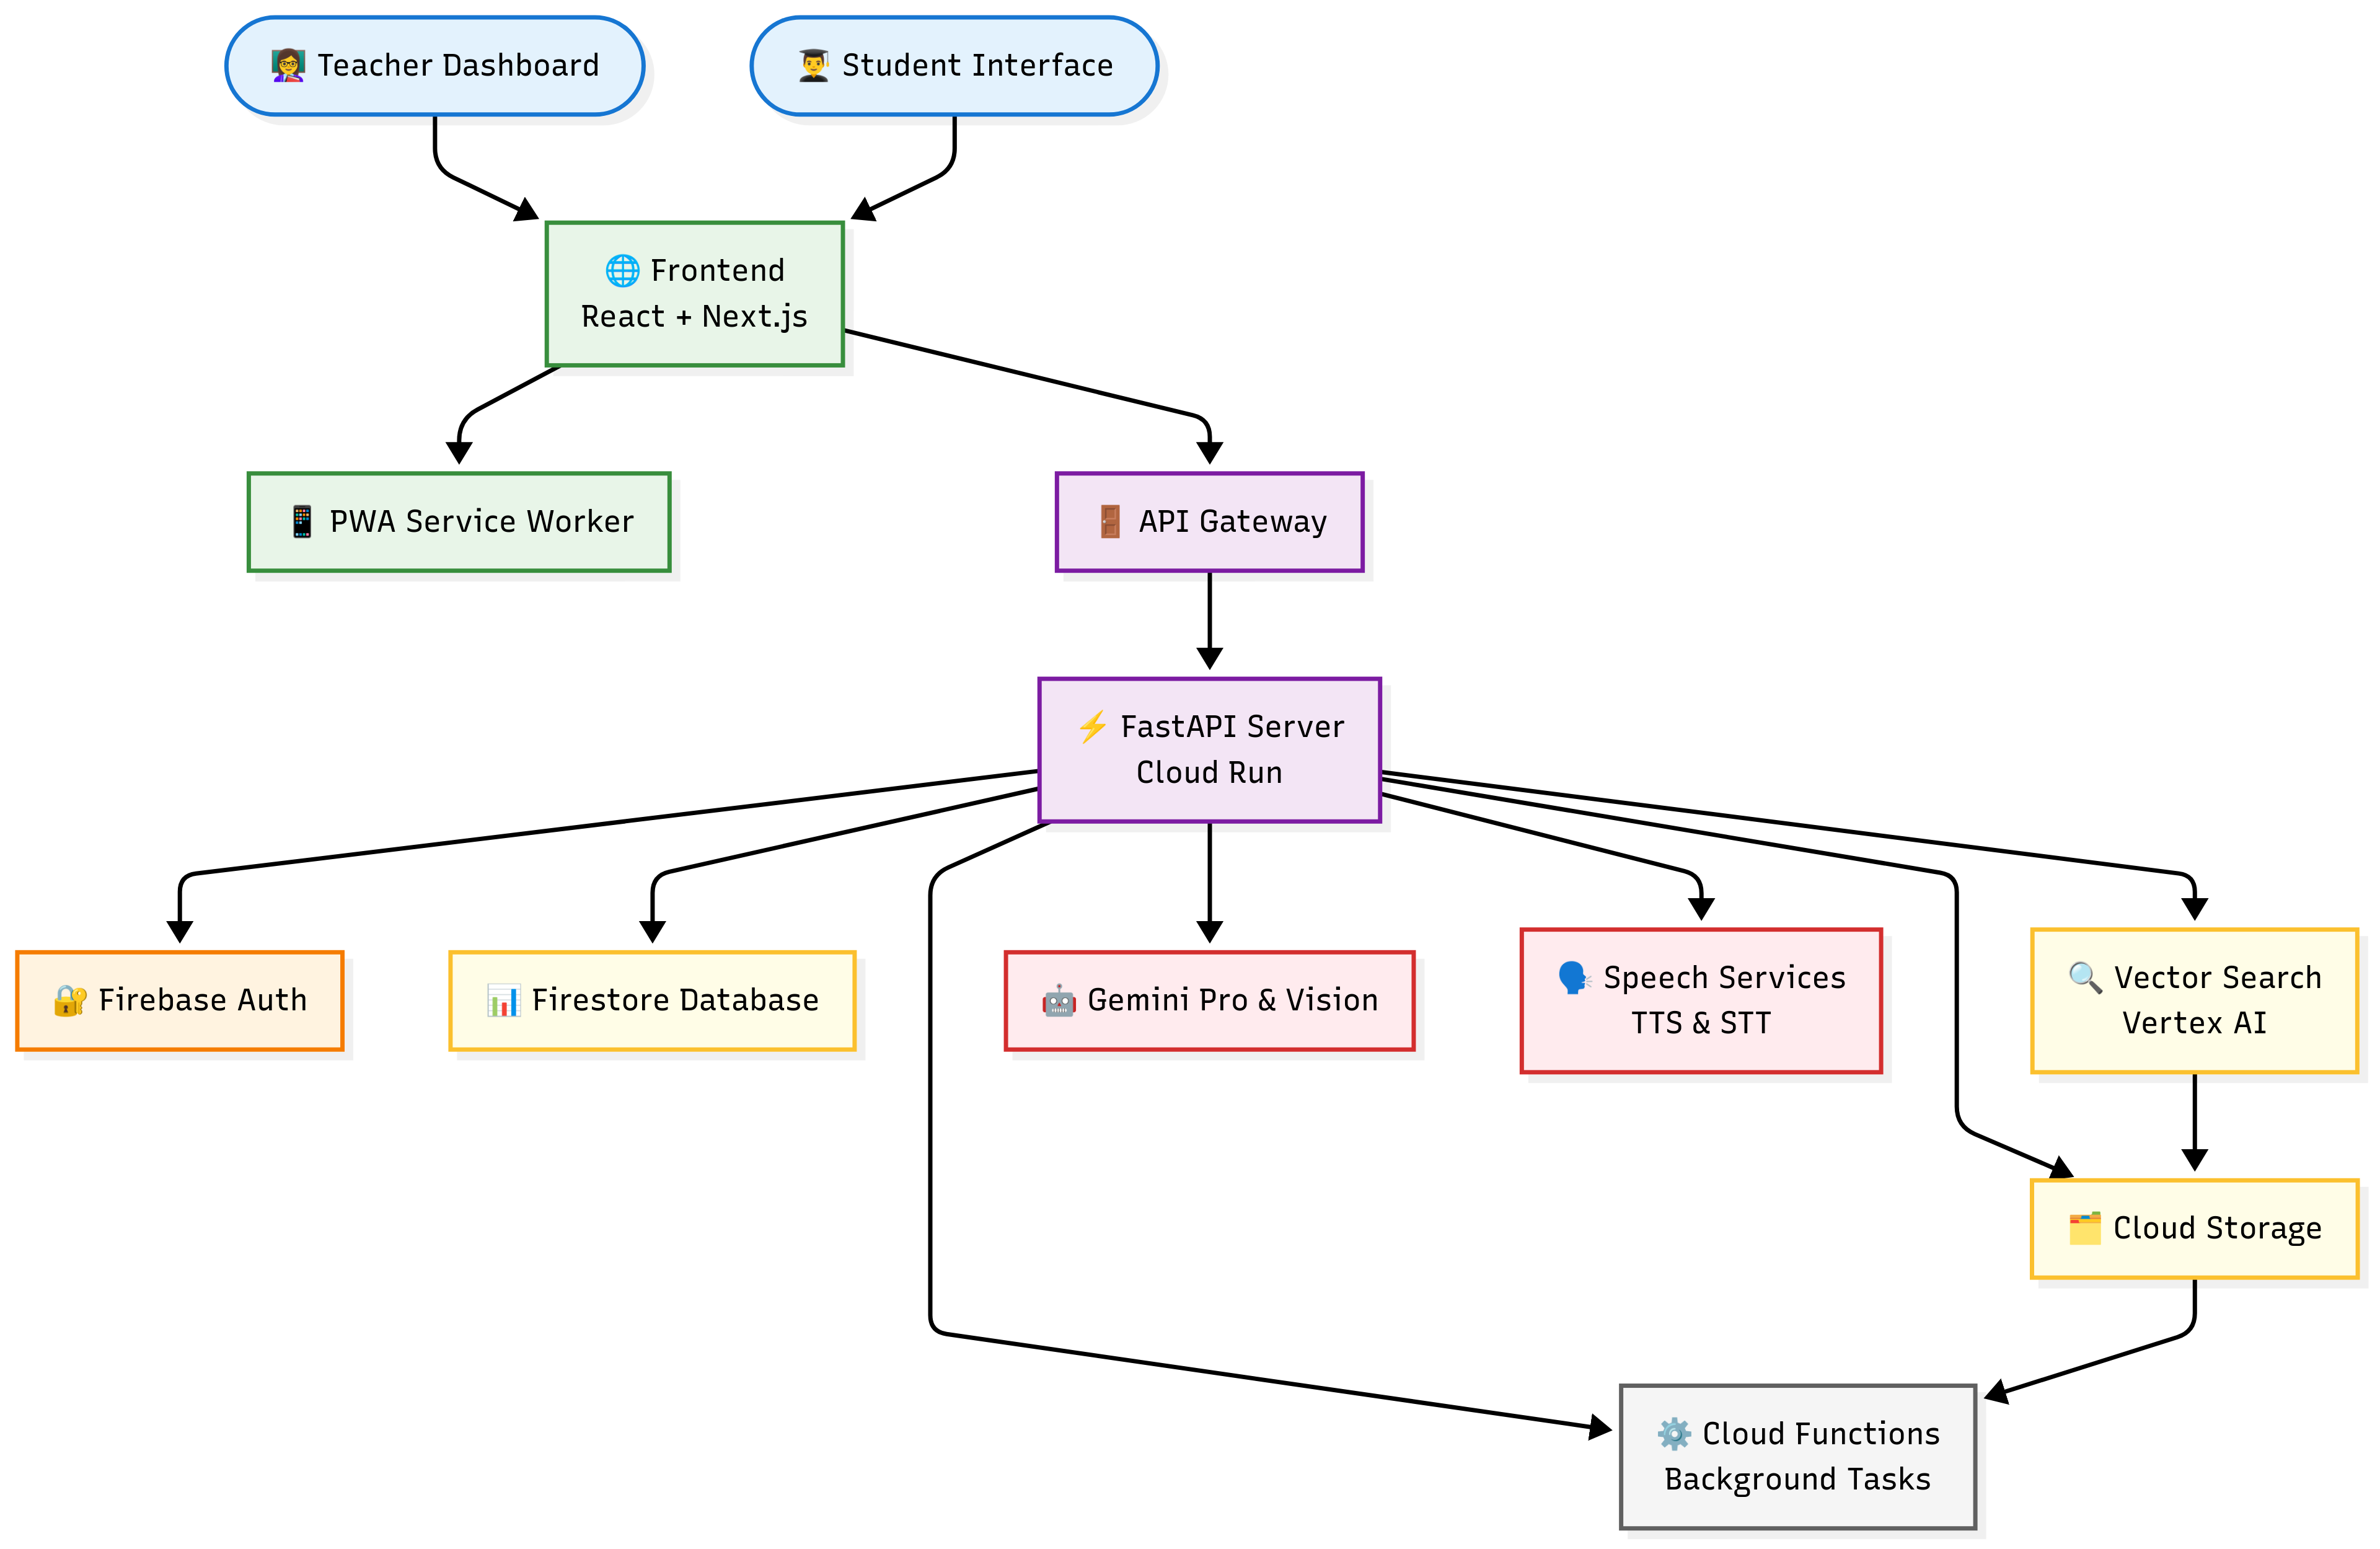 👩‍🏫 Teacher Dashboard
👨‍🎓 Student Interface
🌐 Frontend
React + Next.js
📱 PWA Service Worker
🚪 API Gateway
⚡ FastAPI Server
Cloud Run
🔐 Firebase Auth
📊 Firestore Database
🤖 Gemini Pro & Vision
🗣️ Speech Services
TTS & STT
🔍 Vector Search
Vertex AI
🗂️ Cloud Storage
⚙️ Cloud Functions
Background Tasks